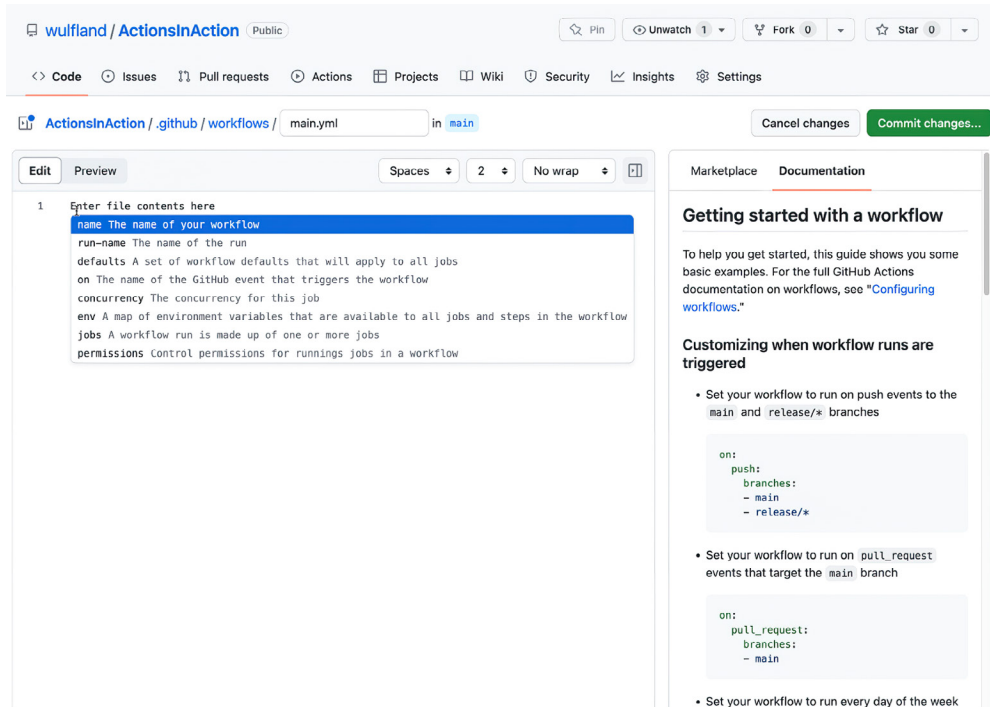 wulfland / ActionsInAction Public
Pin Unwatch 1 Fork 0 Star 0
<> Code Issues Pull requests Actions Projects Wiki Security Insights Settings
ActionsInAction / .github / workflows / main.yml in main
Cancel changes Commit changes...
Edit Preview Spaces 2 No wrap
1 Enter file contents here
name The name of your workflow
run-name The name of the run
defaults A set of workflow defaults that will apply to all jobs
on The name of the GitHub event that triggers the workflow
concurrency The concurrency for this job
env A map of environment variables that are available to all jobs and steps in the workflow
jobs A workflow run is made up of one or more jobs
permissions Control permissions for runnings jobs in a workflow
Marketplace Documentation
Getting started with a workflow
To help you get started, this guide shows you some
basic examples. For the full GitHub Actions
documentation on workflows, see "Configuring
workflows."
Customizing when workflow runs are
triggered
• Set your workflow to run on push events to the
main and release/* branches
on:
push:
branches:
- main
- release/*
• Set your workflow to run on pull_request
events that target the main branch
on:
pull_request:
branches:
- main
• Set your workflow to run every day of the week